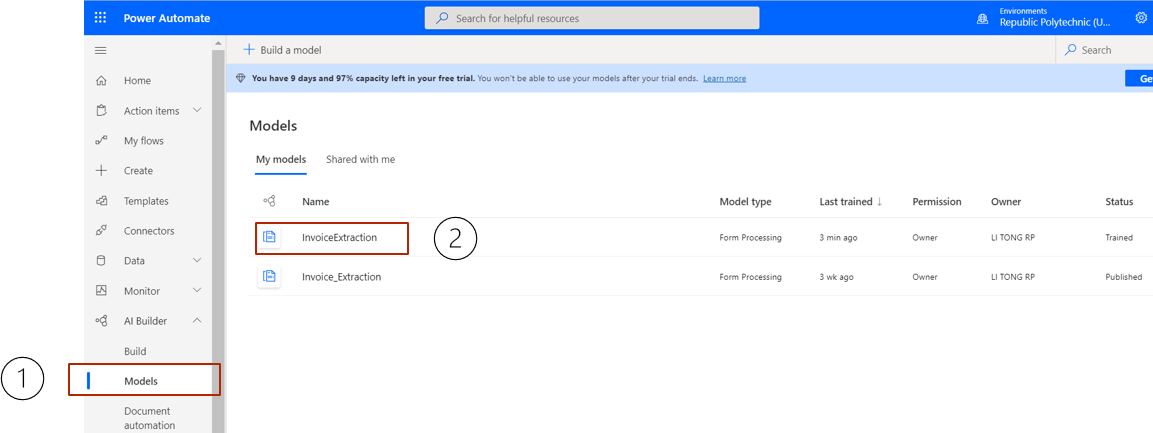 Power Automate
Search for helpful resources
Environments
Republic Polytechnic (U...
Build a model
Search
You have 9 days and 97% capacity left in your free trial. You won't be able to use your models after your trial ends. Learn more
Ge
Home
Action items
My flows
Create
Templates
Connectors
Data
Monitor
AI Builder
Build
1
Models
Document
automation
Models
My models Shared with me
Name Model type Last trained ↓ Permission Owner Status
InvoiceExtraction 2 Form Processing 3 min ago Owner LI TONG RP Trained
Invoice_Extraction Form Processing 3 wk ago Owner LI TONG RP Published